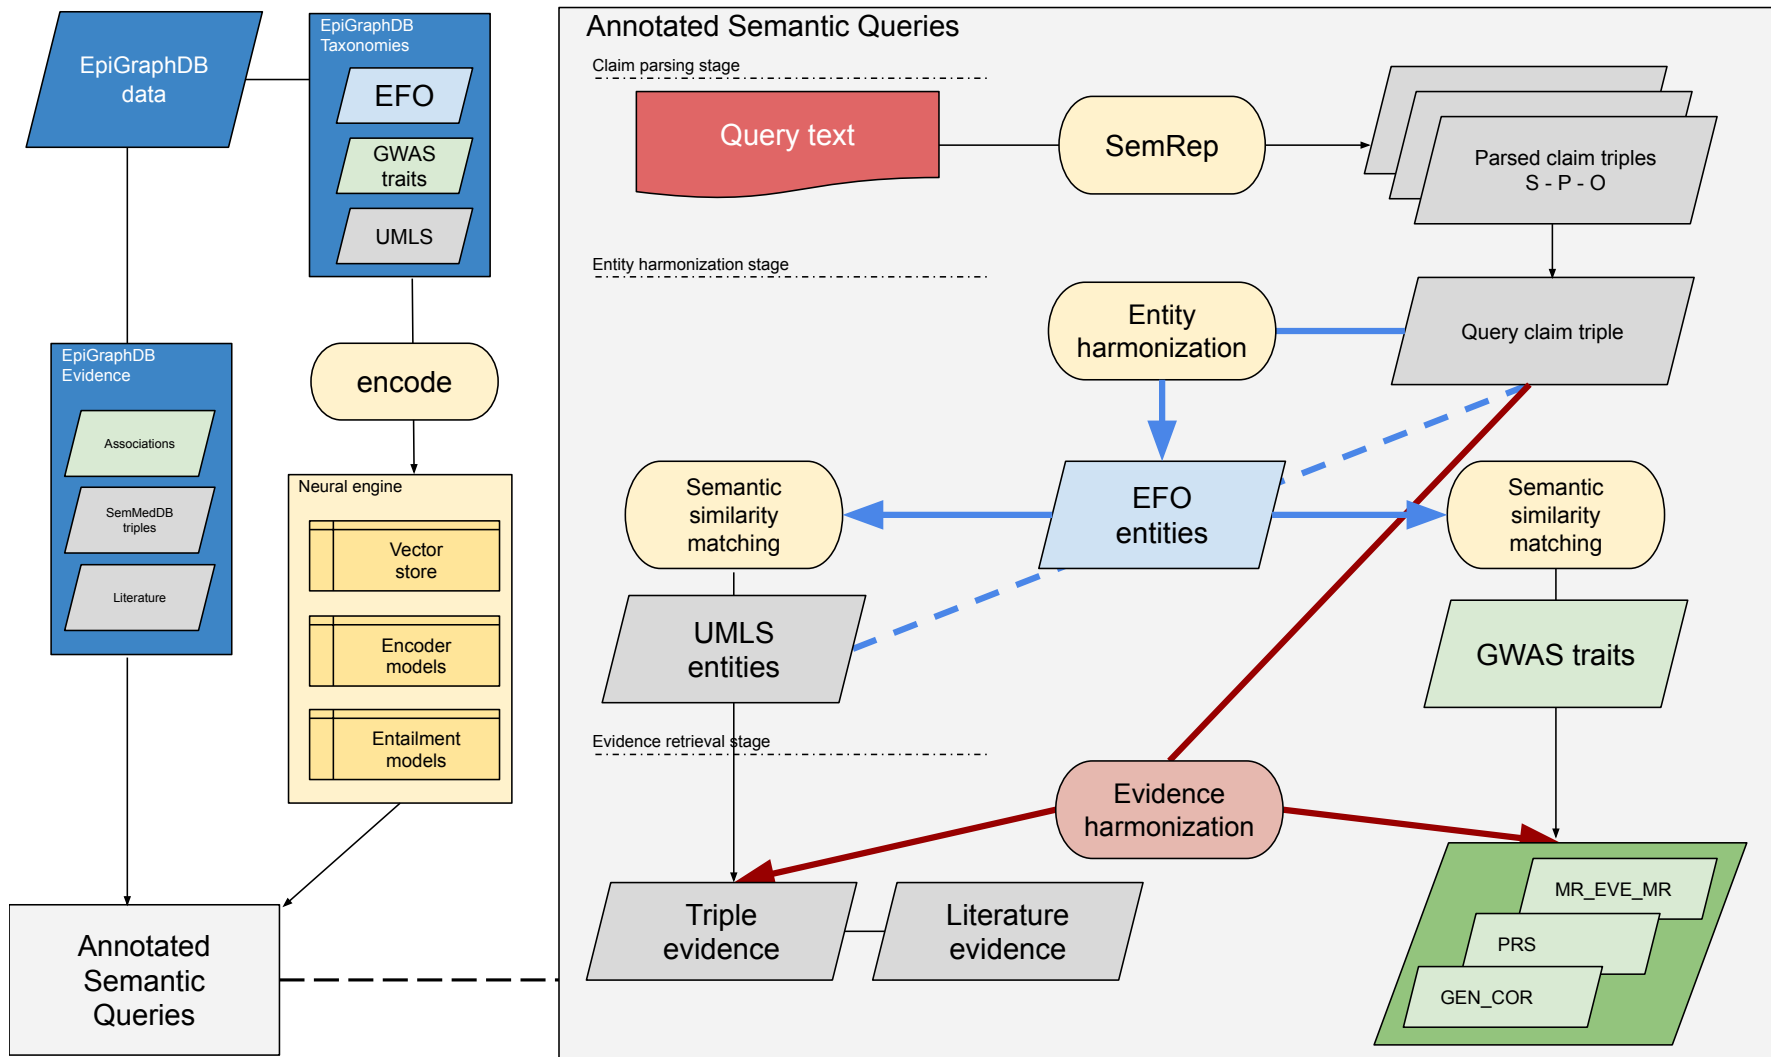 EpiGraphDB
data
EpiGraphDB
Taxonomies
EFO
GWAS
traits
UMLS
EpiGraphDB
Evidence
Associations
SemMedDB
triples
Literature
encode
Neural engine
Vector
store
Encoder
models
Entailment
models
Annotated
Semantic
Queries
Annotated Semantic Queries
Claim parsing stage
Query text
SemRep
Parsed claim triples
S - P - O
Entity harmonization stage
Entity
harmonization
Query claim triple
Semantic
similarity
matching
EFO
entities
Semantic
similarity
matching
UMLS
entities
GWAS traits
Evidence retrieval stage
Evidence
harmonization
Triple
evidence
Literature
evidence
MR_EVE_MR
PRS
GEN_COR